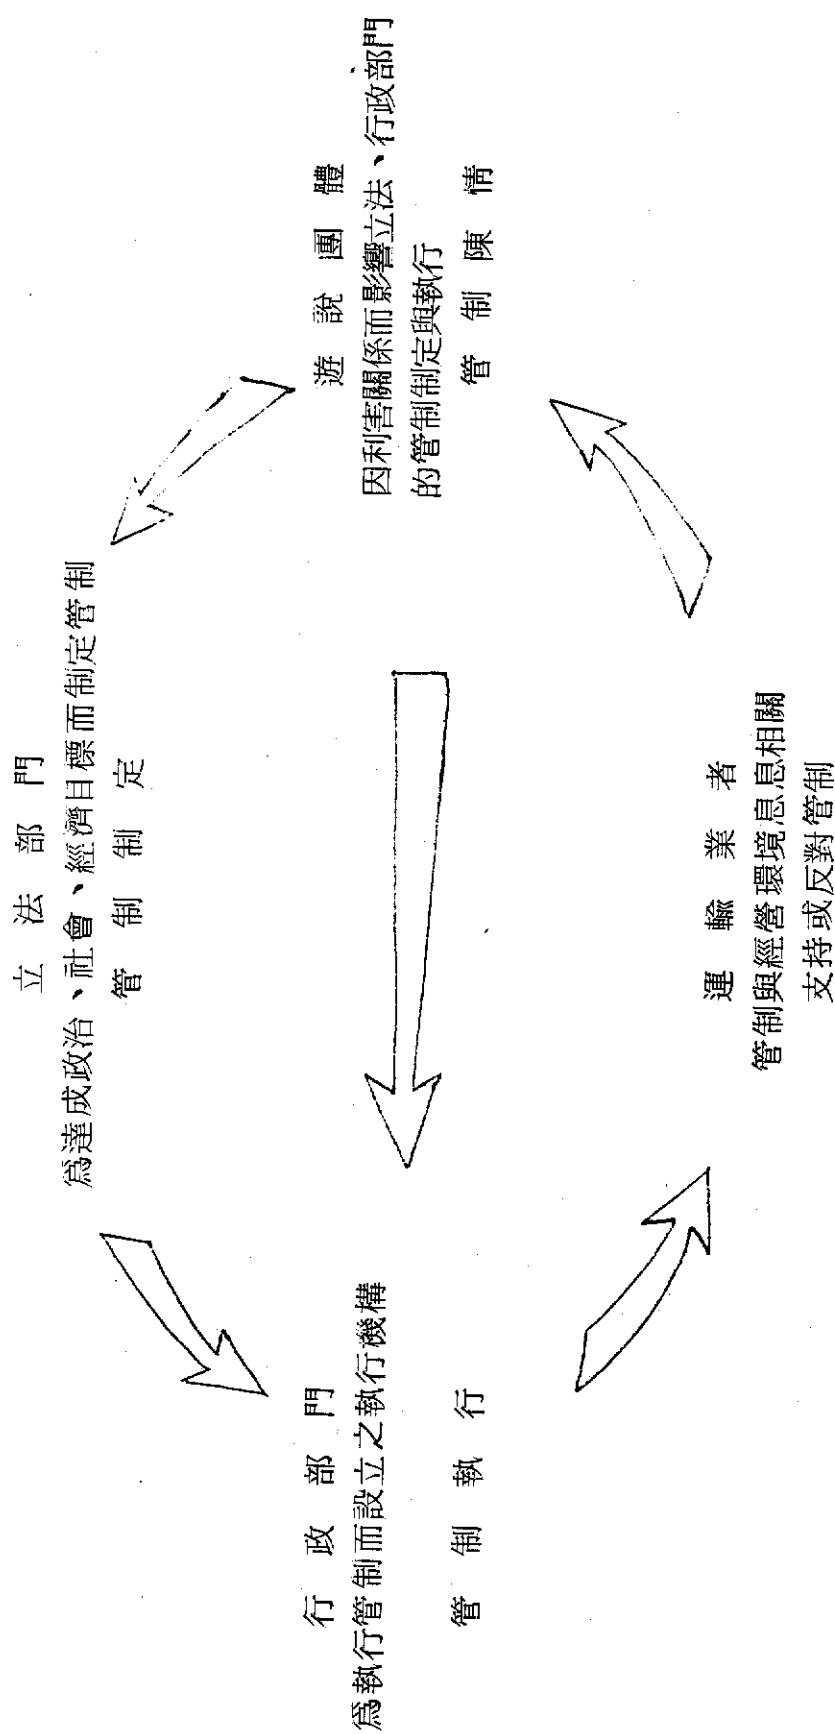 立法部門
為達成政治、社會、經濟目標而制定管制
管制制定
行政部門
為執行管制而設立之執行機構
管制執行
遊說團體
因利害關係而影響立法、行政部門
的管制制定與執行
管制陳情
運輸業者
管制與經營環境息息相關
支持或反對管制